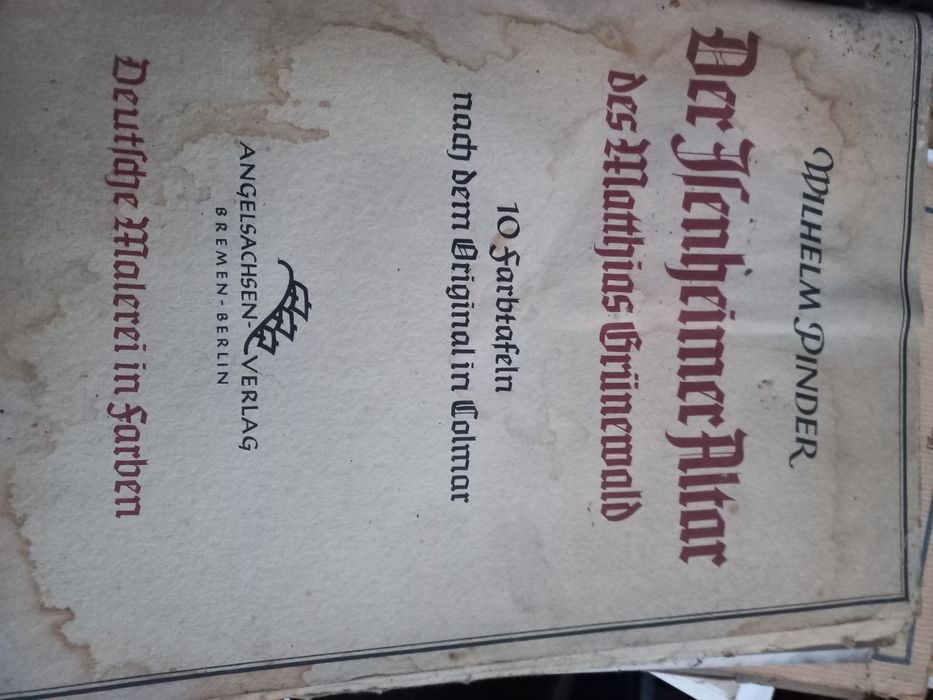 WILHELM PINDER
Der Isenheimer Altar
des Matthias Grünewald
10 Farbtafeln
nach dem Original in Colmar
ANGELSACHSEN-VERLAG
BREMEN-BERLIN
Deutsche Malerei in Farben